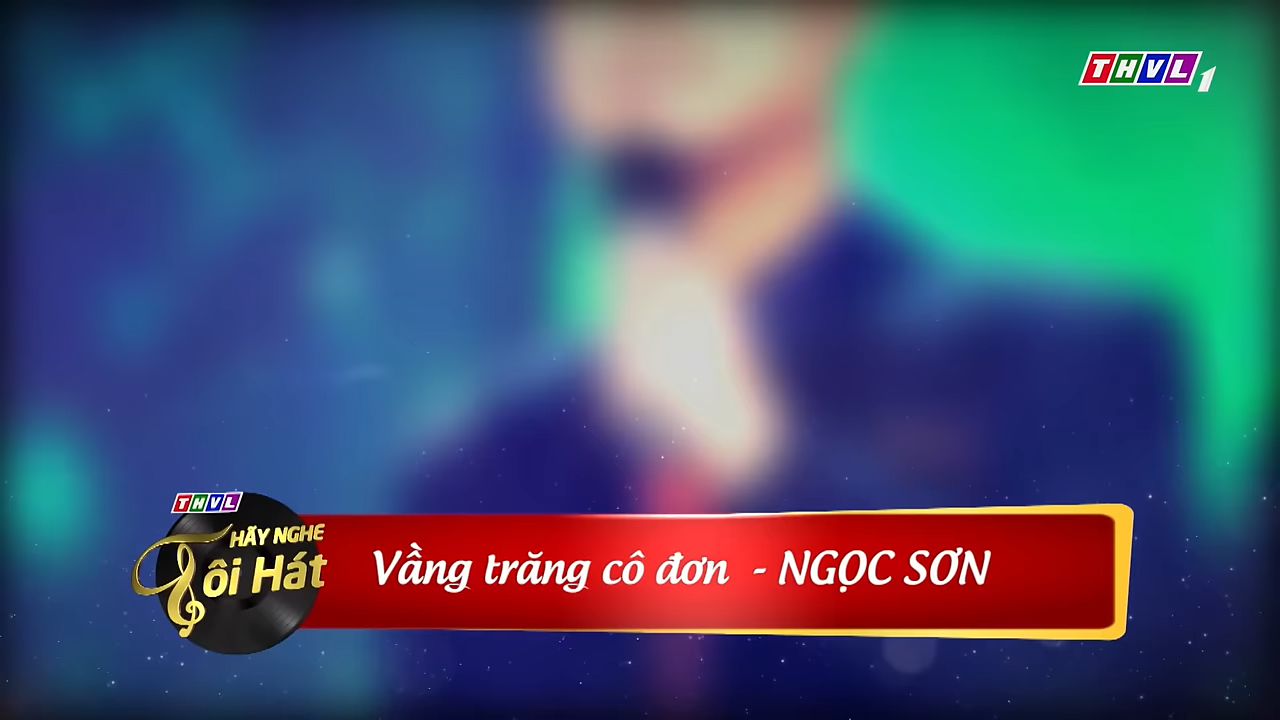 THVL1
THVL
HÃY NGHE
Tôi Hát
Vầng trăng cô đơn - NGỌC SƠN